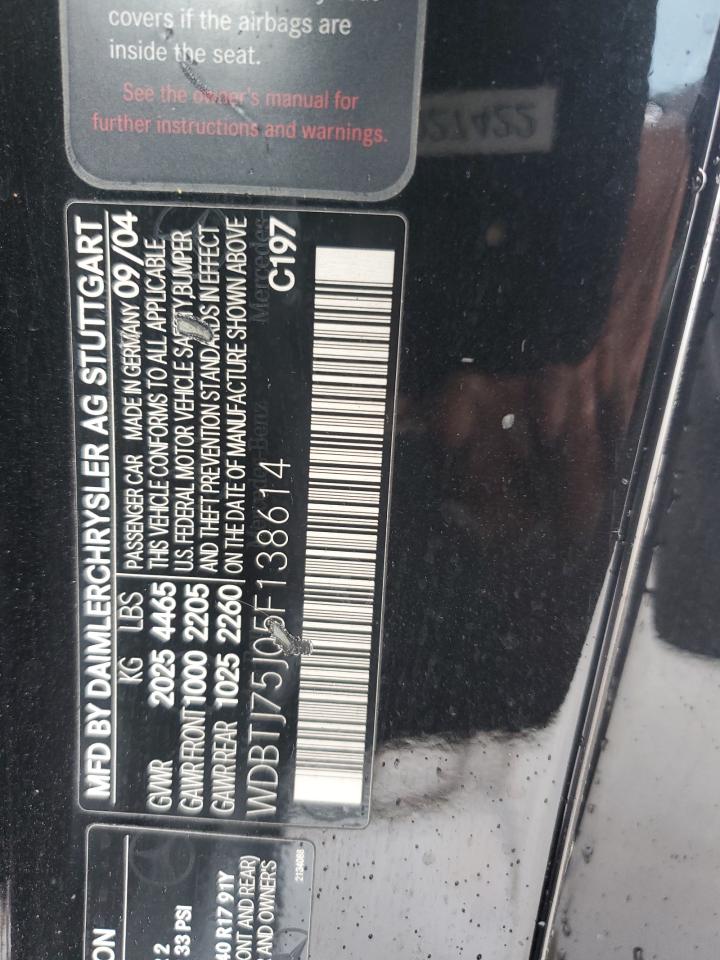 covers if the airbags are
inside the seat.
See the owner's manual for
further instructions and warnings.
MFD BY DAIMLERCHRYSLER AG STUTTGART
KG LBS
PASSENGER CAR MADE IN GERMANY 09/04
GVWR 2025 4465
THIS VEHICLE CONFORMS TO ALL APPLICABLE
GAWR FRONT 1000 2205
U.S. FEDERAL MOTOR VEHICLE SAFETY BUMPER
GAWR REAR 1025 2260
AND THEFT PREVENTION STANDARDS IN EFFECT
ON THE DATE OF MANUFACTURE SHOWN ABOVE
WDBTJ75J05F138614
C197
ON
R 2
33 PSI
40 R17 91Y
ONT AND REAR)
AND OWNER'S
2134088